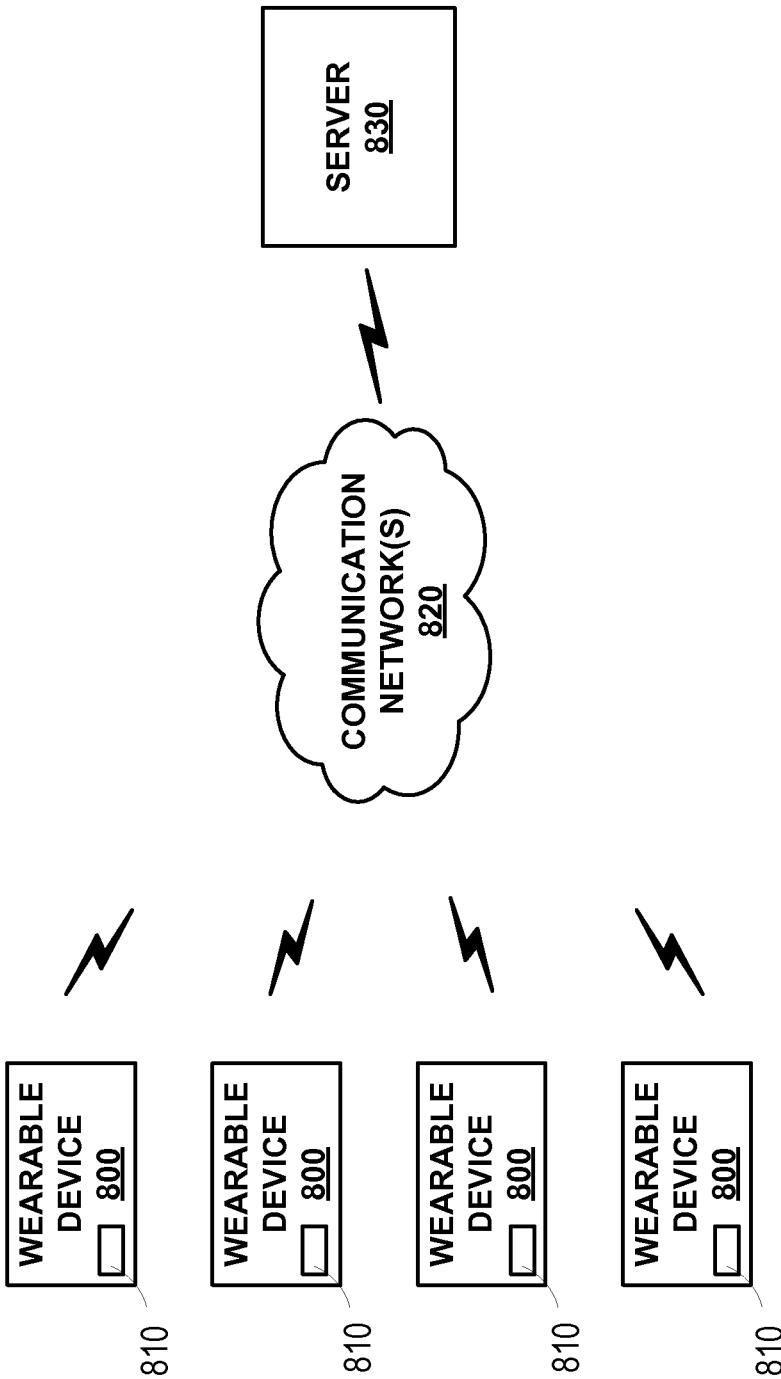 WEARABLE
DEVICE
800
810
WEARABLE
DEVICE
800
810
WEARABLE
DEVICE
800
810
WEARABLE
DEVICE
800
810
COMMUNICATION
NETWORK(S)
820
SERVER
830